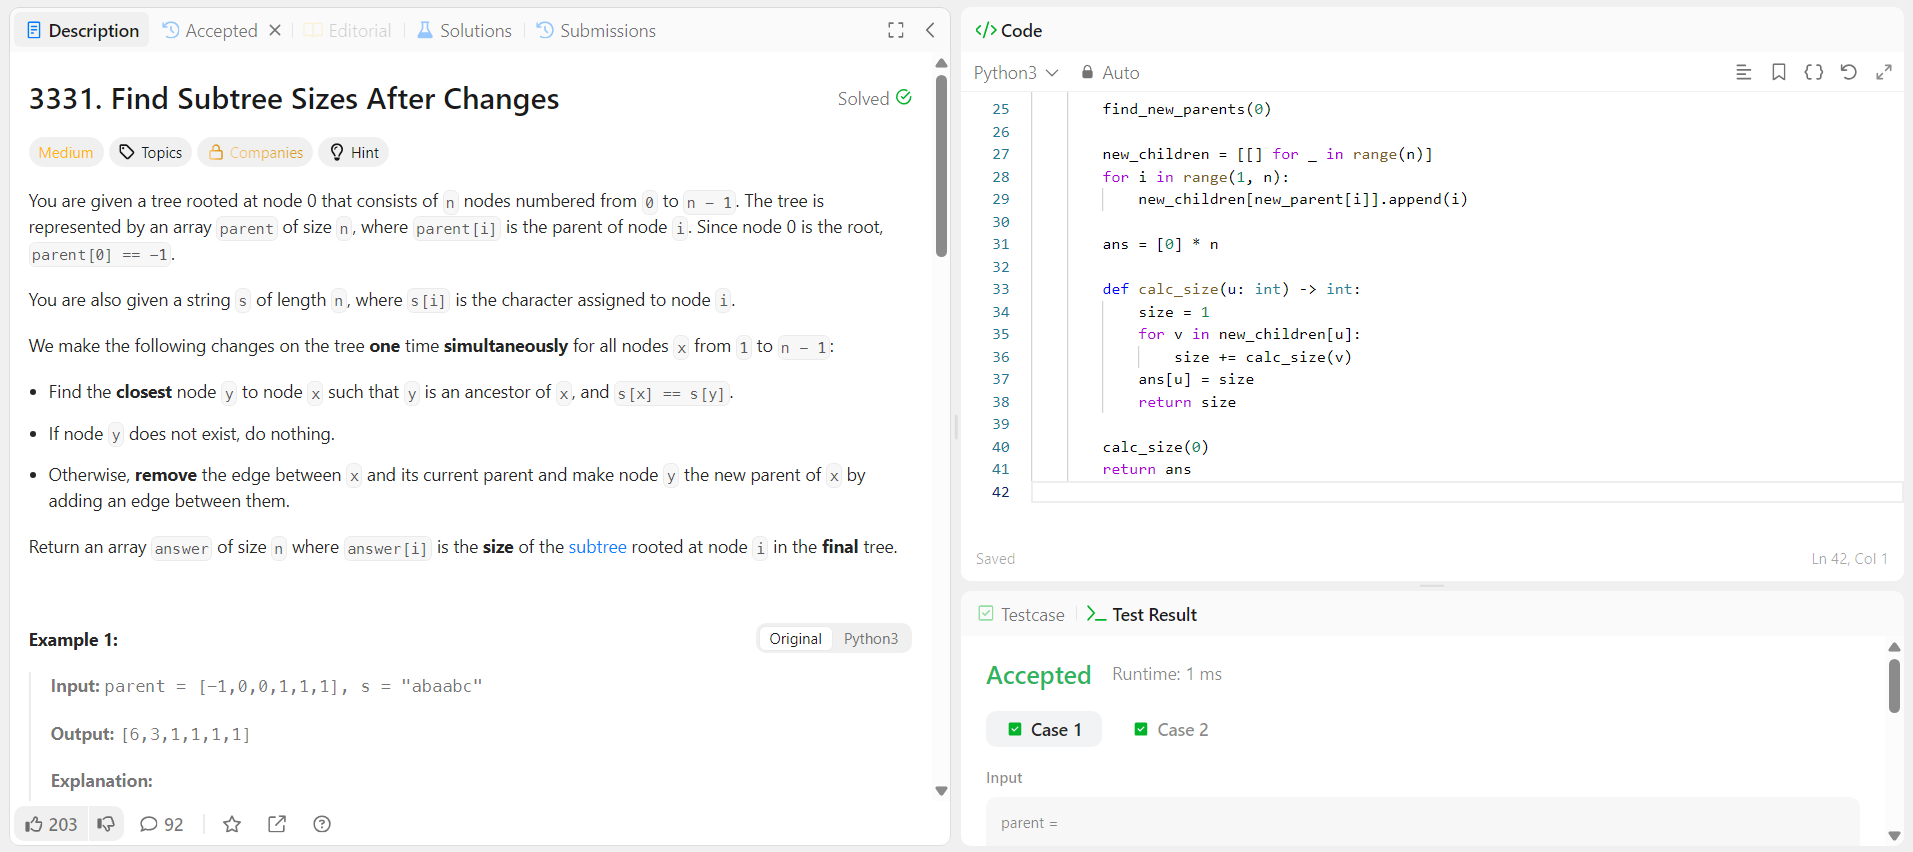 Description
Accepted
Editorial
Solutions
Submissions
3331. Find Subtree Sizes After Changes
Solved
Medium
Topics
Companies
Hint
You are given a tree rooted at node 0 that consists of n nodes numbered from 0 to n - 1. The tree is
represented by an array parent of size n, where parent[i] is the parent of node i. Since node 0 is the root,
parent[0] == -1.
You are also given a string s of length n, where s[i] is the character assigned to node i.
We make the following changes on the tree one time simultaneously for all nodes x from 1 to n - 1:
• Find the closest node y to node x such that y is an ancestor of x, and s[x] == s[y].
• If node y does not exist, do nothing.
• Otherwise, remove the edge between x and its current parent and make node y the new parent of x by
adding an edge between them.
Return an array answer of size n where answer[i] is the size of the subtree rooted at node i in the final tree.
Example 1:
Original
Python3
Input: parent = [-1,0,0,1,1,1], s = "abaabc"
Output: [6,3,1,1,1,1]
Explanation:
203
92
</> Code
Python3
Auto
25 find_new_parents(0)
26
27 new_children = [[] for _ in range(n)]
28 for i in range(1, n):
29 new_children[new_parent[i]].append(i)
30
31 ans = [0] * n
32
33 def calc_size(u: int) -> int:
34 size = 1
35 for v in new_children[u]:
36 size += calc_size(v)
37 ans[u] = size
38 return size
39
40 calc_size(0)
41 return ans
42
Saved
Ln 42, Col 1
Testcase
Test Result
Accepted
Runtime: 1 ms
Case 1
Case 2
Input
parent =